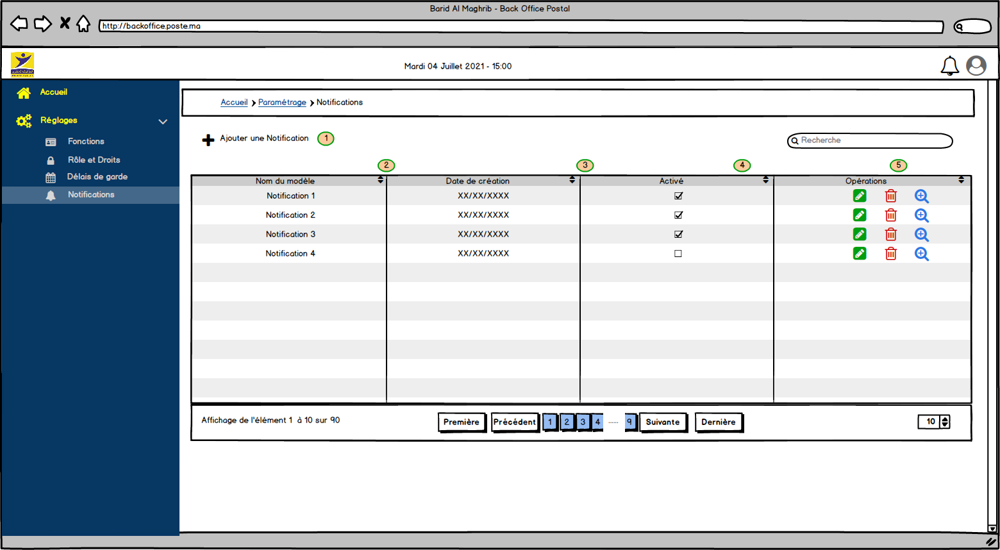 Barid Al Maghrib - Back Office Postal
http://backoffice.poste.ma
Mardi 04 Juillet 2021 - 15:00
Accueil
Réglages
Fonctions
Rôle et Droits
Délais de garde
Notifications
Accueil Paramétrage Notifications
Ajouter une Notification 1
Recherche
2 3 4 5
Nom du modèle Date de création Activé Opérations
Notification 1 XX/XX/XXXX
Notification 2 XX/XX/XXXX
Notification 3 XX/XX/XXXX
Notification 4 XX/XX/XXXX
Affichage de l'élément 1 à 10 sur 90 Première Précédent 1 2 3 4 ...... 9 Suivante Dernière 10